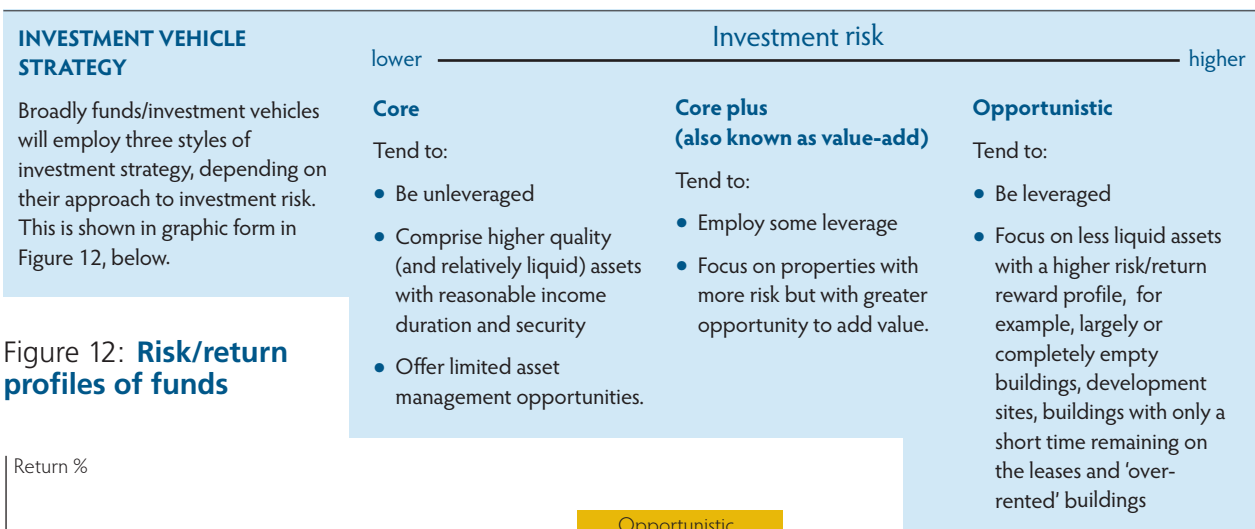 INVESTMENT VEHICLE
STRATEGY
Broadly funds/investment vehicles
will employ three styles of
investment strategy, depending on
their approach to investment risk.
This is shown in graphic form in
Figure 12, below.
Investment risk
lower
higher
Core
Tend to:
• Be unleveraged
• Comprise higher quality
(and relatively liquid) assets
with reasonable income
duration and security
• Offer limited asset
management opportunities.
Core plus
(also known as value-add)
Tend to:
• Employ some leverage
• Focus on properties with
more risk but with greater
opportunity to add value.
Opportunistic
Tend to:
• Be leveraged
• Focus on less liquid assets
with a higher risk/return
reward profile, for
example, largely or
completely empty
buildings, development
sites, buildings with only a
short time remaining on
the leases and ‘over-
rented’ buildings
Figure 12: Risk/return
profiles of funds
Return %
Opportunistic